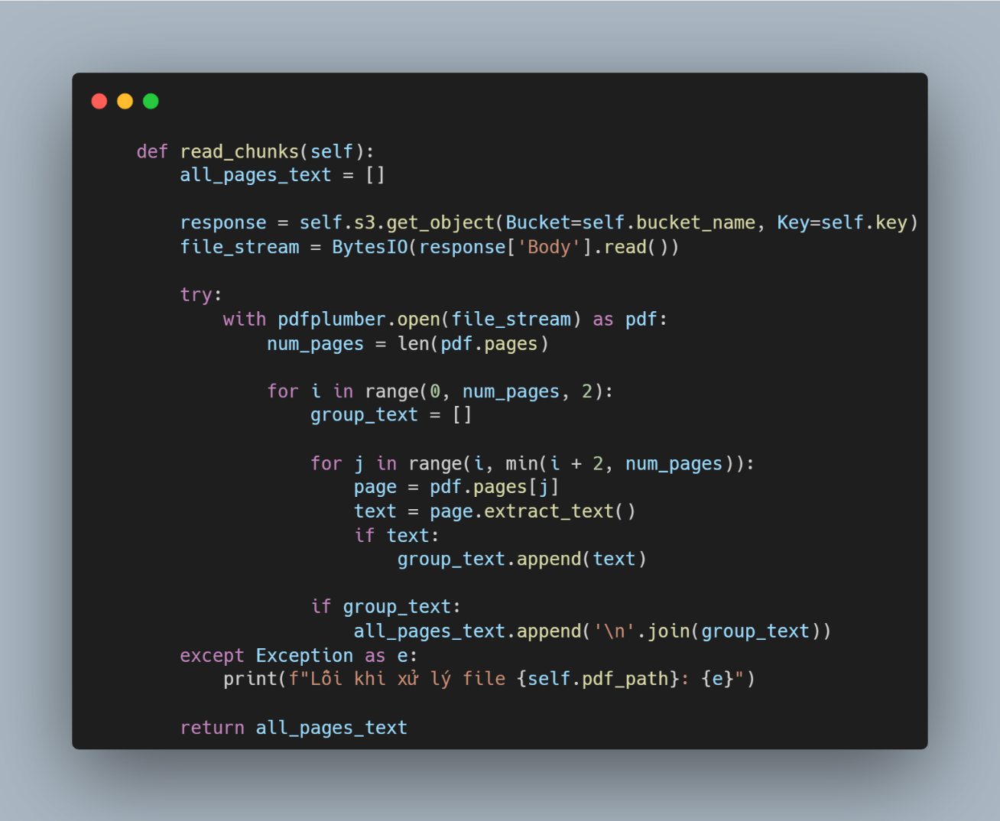 def read_chunks(self):
    all_pages_text = []

    response = self.s3.get_object(Bucket=self.bucket_name, Key=self.key)
    file_stream = BytesIO(response['Body'].read())

    try:
        with pdfplumber.open(file_stream) as pdf:
            num_pages = len(pdf.pages)

            for i in range(0, num_pages, 2):
                group_text = []

                for j in range(i, min(i + 2, num_pages)):
                    page = pdf.pages[j]
                    text = page.extract_text()
                    if text:
                        group_text.append(text)

                if group_text:
                    all_pages_text.append('\n'.join(group_text))
    except Exception as e:
        print(f"Lỗi khi xử lý file {self.pdf_path}: {e}")

    return all_pages_text